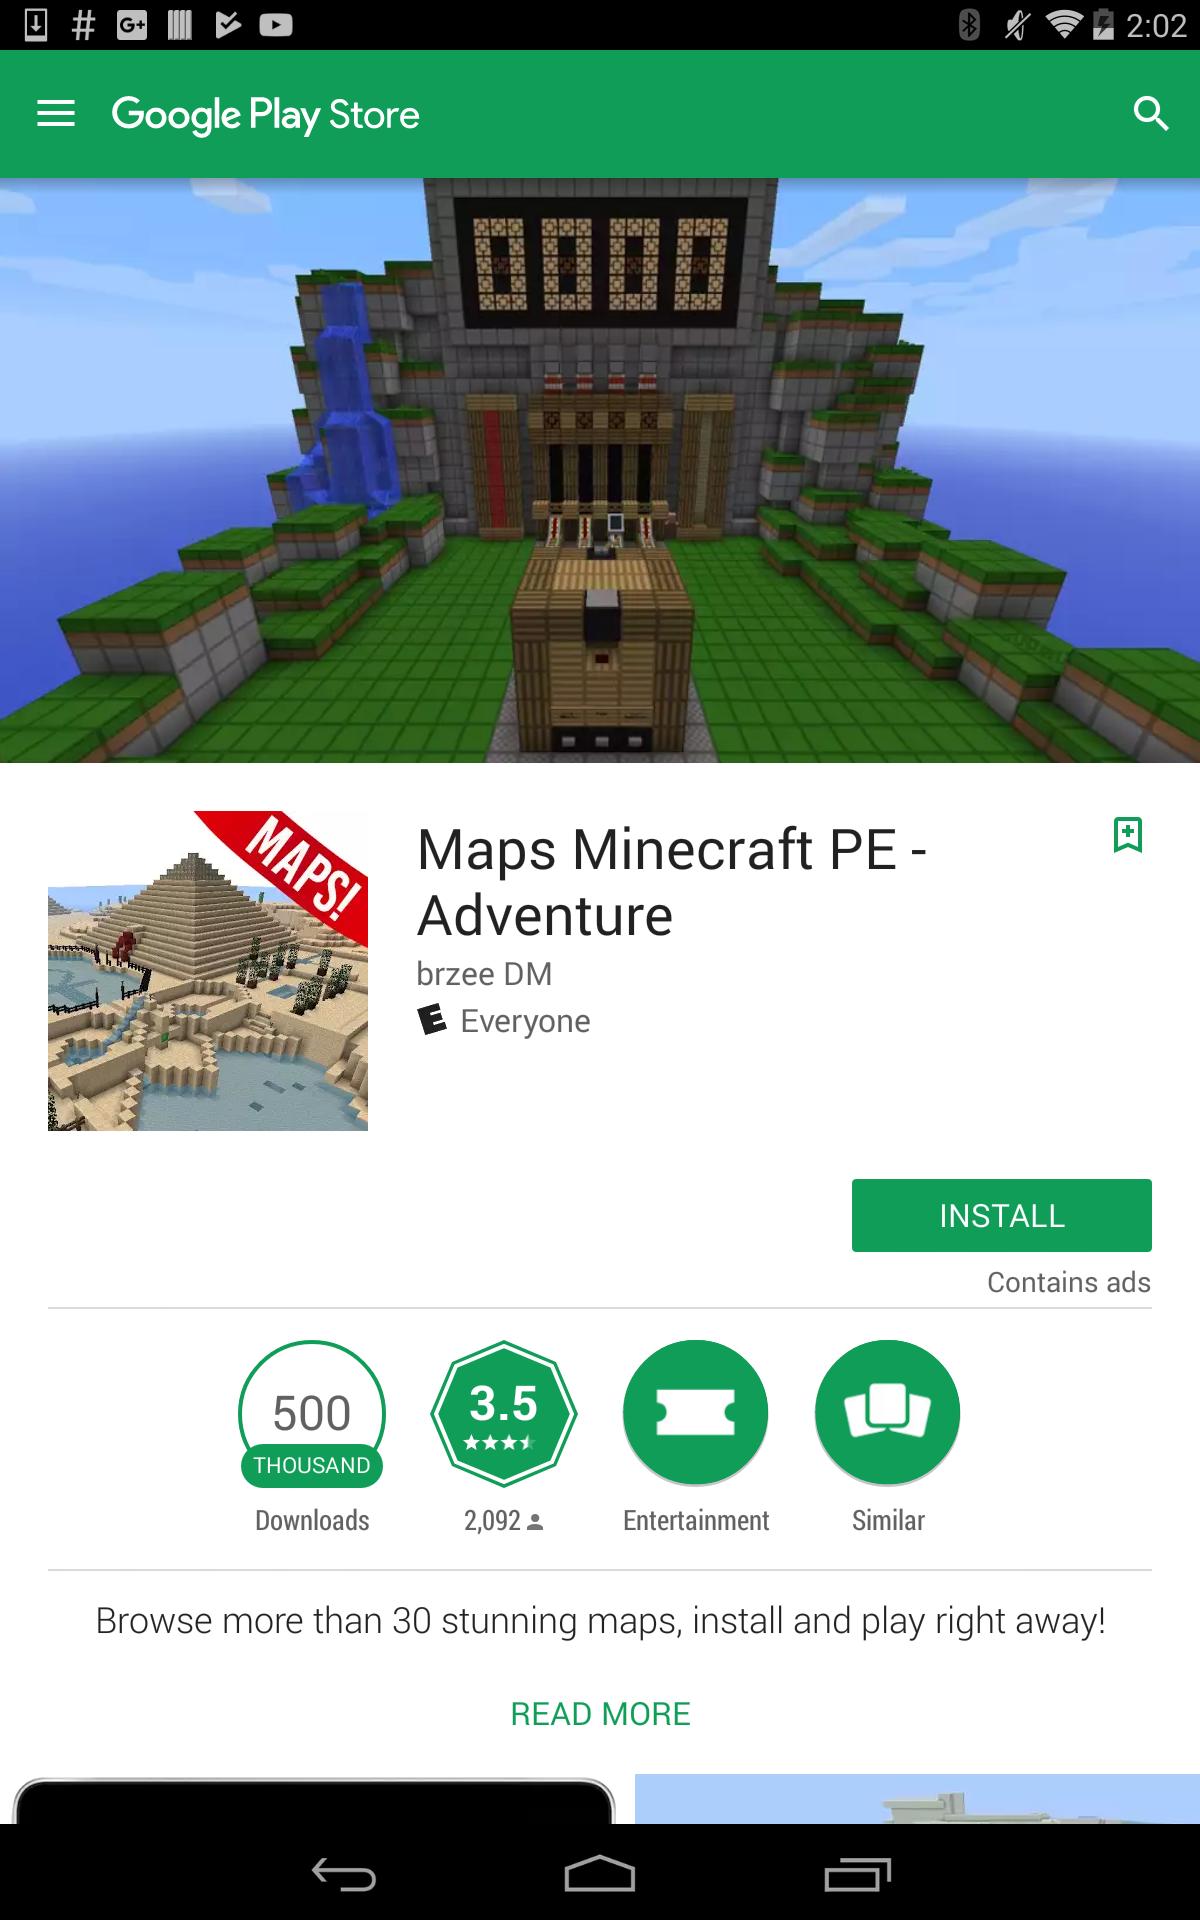 2:02
Google Play Store
MAPS!
Maps Minecraft PE -
Adventure
brzee DM
E Everyone
INSTALL
Contains ads
500
THOUSAND
Downloads
3.5
2,092
Entertainment
Similar
Browse more than 30 stunning maps, install and play right away!
READ MORE